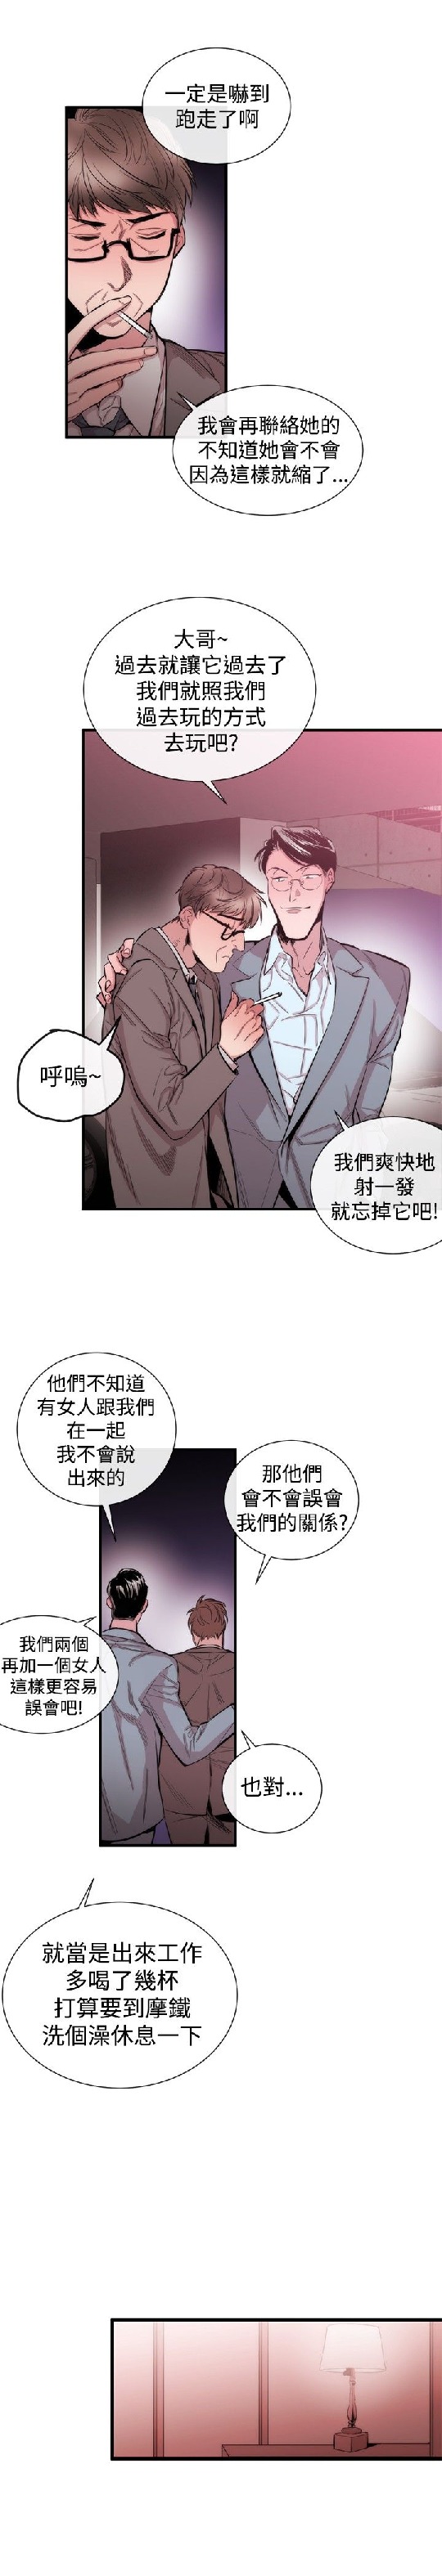 一定是嚇到
跑走了啊
我會再聯絡她的
不知道她會不會
因為這樣就縮了...
大哥~
過去就讓它過去了
我們就照我們
過去玩的方式
去玩吧?
呼嗚~
我們爽快地
射一發
就忘掉它吧!
他們不知道
有女人跟我們
在一起
我不會說
出來的
那他們
會不會誤會
我們的關係?
我們兩個
再加一個女人
這樣更容易
誤會吧!
也對...
就當是出來工作
多喝了幾杯
打算要到摩鐵
洗個澡休息一下